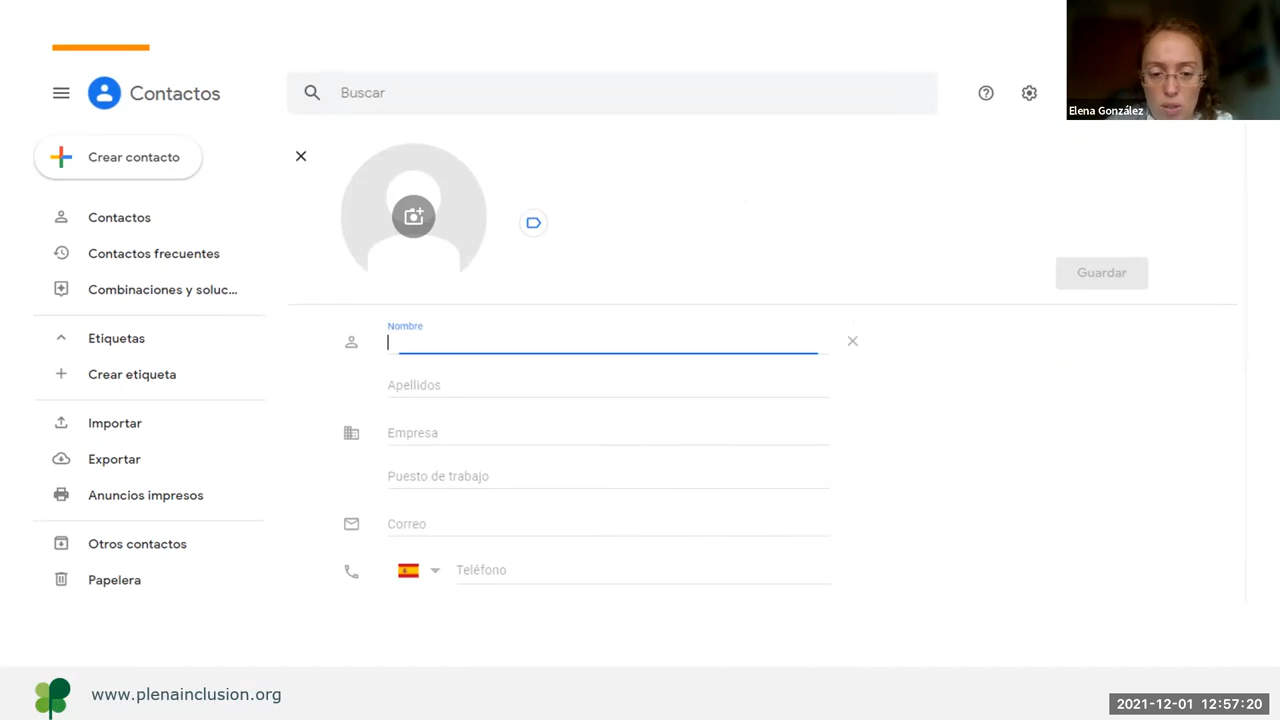 Contactos
Buscar
Elena González
Crear contacto
Contactos
Contactos frecuentes
Combinaciones y soluc...
Guardar
Etiquetas
Crear etiqueta
Importar
Exportar
Anuncios impresos
Otros contactos
Papelera
Nombre
Apellidos
Empresa
Puesto de trabajo
Correo
Teléfono
www.plenainclusion.org
2021-12-01 12:57:20